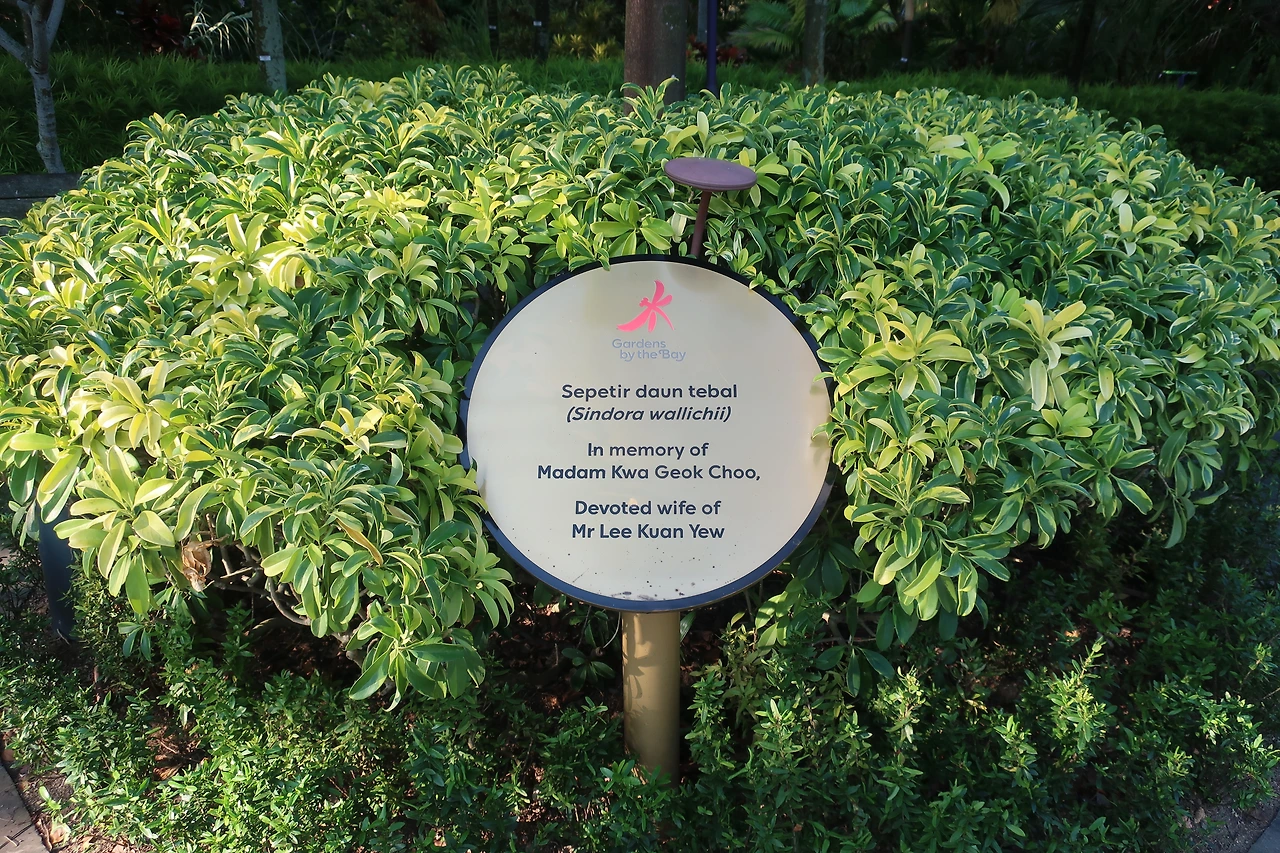 Gardens
by the Bay
Sepetir daun tebal
(Sindora wallichii)
In memory of
Madam Kwa Geok Choo,
Devoted wife of
Mr Lee Kuan Yew